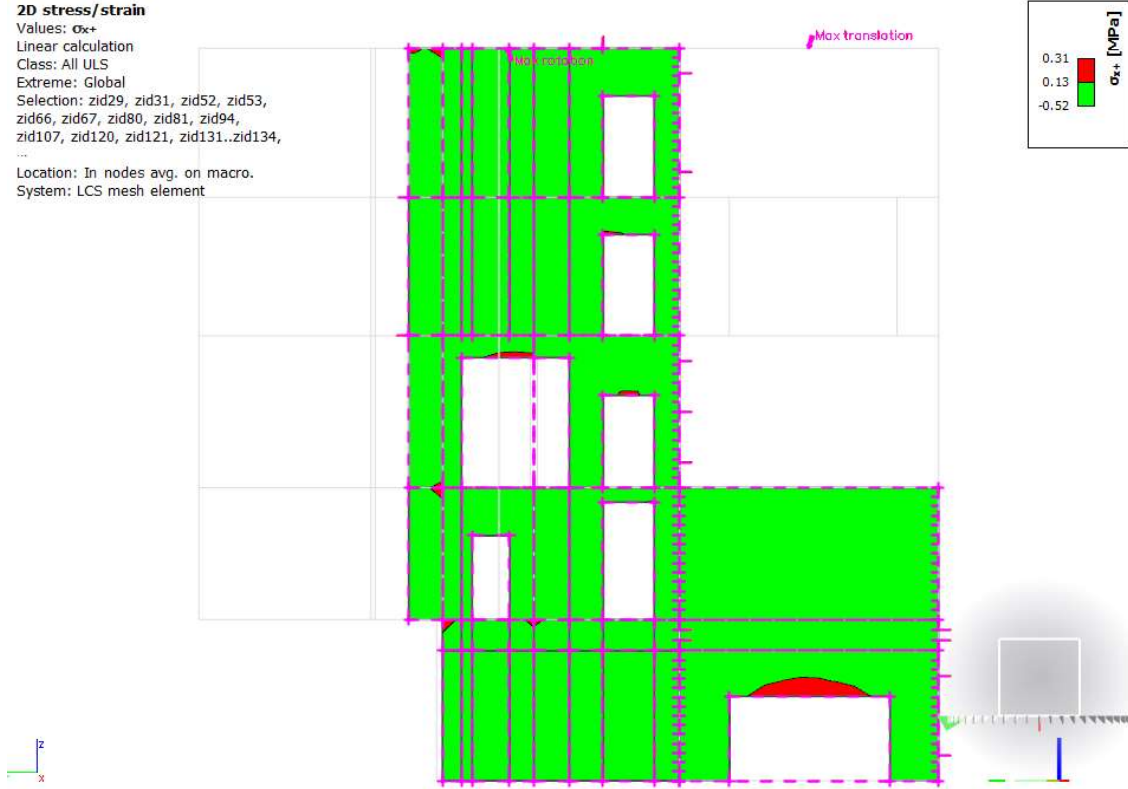 2D stress/strain
Values: σx+
Linear calculation
Class: All ULS
Extreme: Global
Selection: zid29, zid31, zid52, zid53,
zid66, zid67, zid80, zid81, zid94,
zid107, zid120, zid121, zid131..zid134,
...
Location: In nodes avg. on macro.
System: LCS mesh element
Max rotation
Max translation
0.31
0.13
-0.52
σx+ [MPa]
z
x